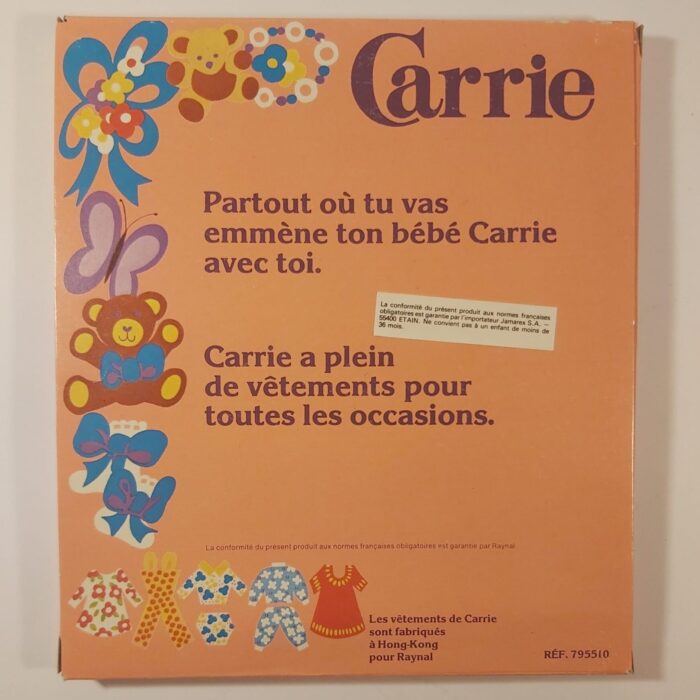 Carrie
Partout où tu vas
emmène ton bébé Carrie
avec toi.
La conformité du présent produit aux normes françaises
obligatoires est garantie par l'importateur Jamarex S.A. –
55400 ETAIN. Ne convient pas à un enfant de moins de
36 mois.
Carrie a plein
de vêtements pour
toutes les occasions.
La conformité du présent produit aux normes françaises obligatoires est garantie par Raynal
Les vêtements de Carrie
sont fabriqués
à Hong-Kong
pour Raynal
RÉF. 795510